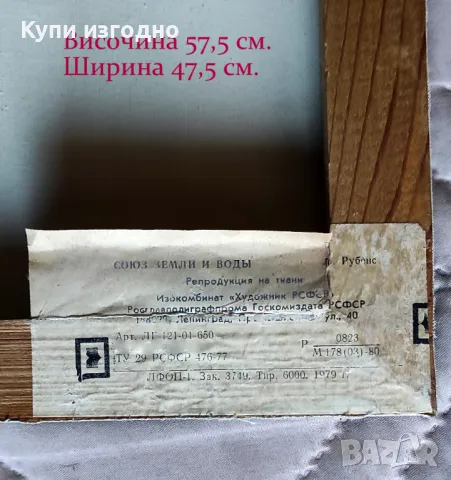 Купи изгодно
Височина 57,5 см.
Ширина 47,5 см.
СОЮЗ ЗЕМЛИ И ВОДЫ Рубенс
Репродукция на ткани
Изокомбинат «Художник РСФСР»
Росглавполиграфпрома Госкомиздата РСФСР
Ленинград, ул., 40
Арт. ЛГ 121-01-650
Р 0823
М 178(03)-80
ТУ 29 РСФСР 476-77
ЛФОП-1. Зак. 3749. Тир. 6000. 1979 г.
BAZAR